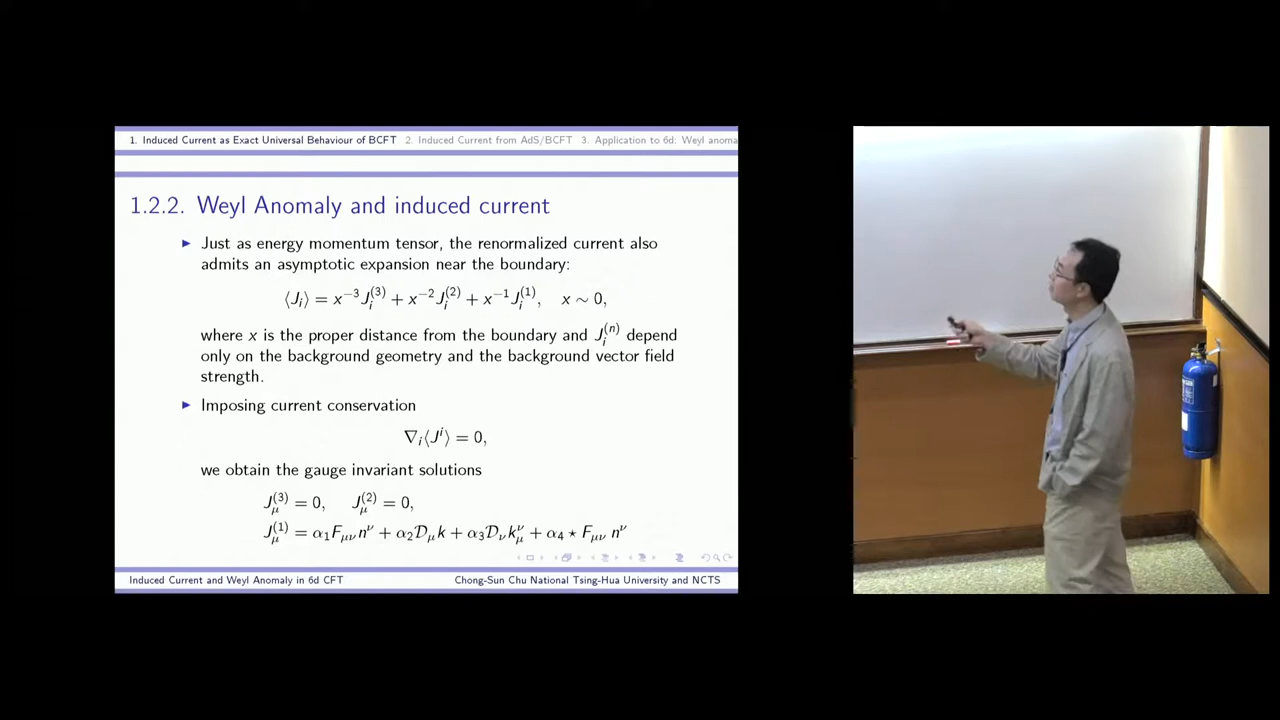 1. Induced Current as Exact Universal Behaviour of BCFT 2. Induced Current from AdS/BCFT 3. Application to 6d: Weyl anoma
1.2.2. Weyl Anomaly and induced current
▶ Just as energy momentum tensor, the renormalized current also
admits an asymptotic expansion near the boundary:
⟨J_i⟩ = x^{-3} J_i^{(3)} + x^{-2} J_i^{(2)} + x^{-1} J_i^{(1)}, x ∼ 0,
where x is the proper distance from the boundary and J_i^{(n)} depend
only on the background geometry and the background vector field
strength.
▶ Imposing current conservation
∇_i⟨J^i⟩ = 0,
we obtain the gauge invariant solutions
J_μ^{(3)} = 0, J_μ^{(2)} = 0,
J_μ^{(1)} = α_1 F_{μν} n^ν + α_2 𝒟_μ k + α_3 𝒟_ν k_μ^ν + α_4 ⋆ F_{μν} n^ν
Induced Current and Weyl Anomaly in 6d CFT Chong-Sun Chu National Tsing-Hua University and NCTS